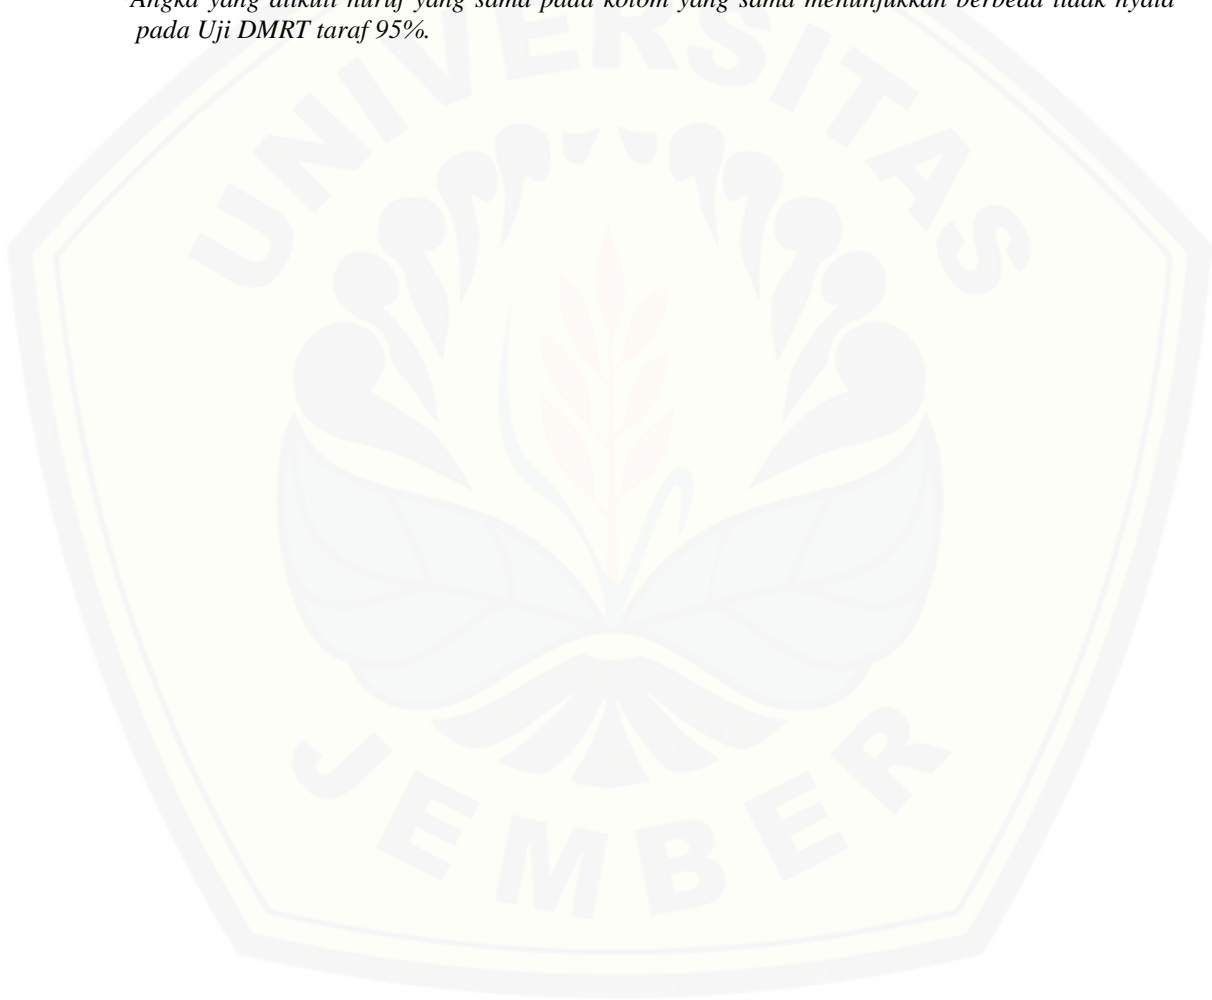 Angka yang diikuti huruf yang sama pada kolom yang sama menunjukkan berbeda tidak nyata
pada Uji DMRT taraf 95%.
UNIVERSITAS
JEMBER